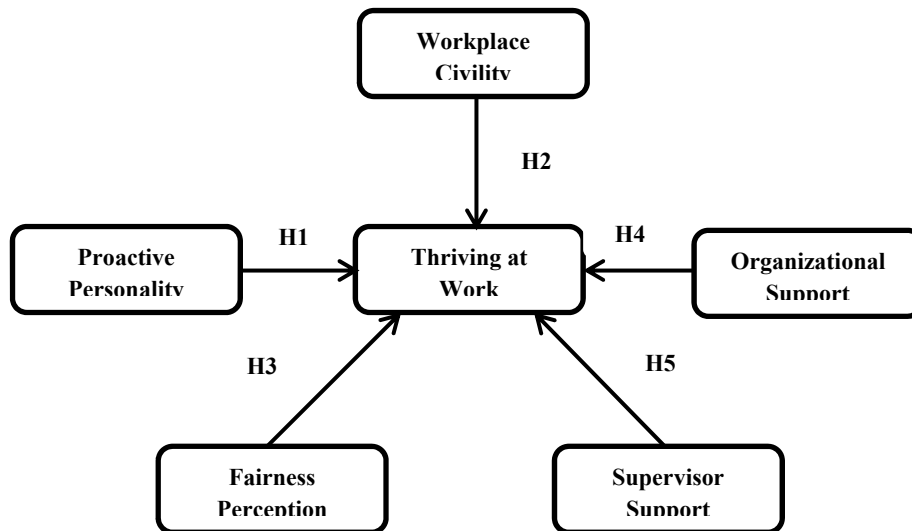 Workplace
Civility
H2
H1
H4
Proactive
Personality
Thriving at
Work
Organizational
Support
H3
H5
Fairness
Perception
Supervisor
Support